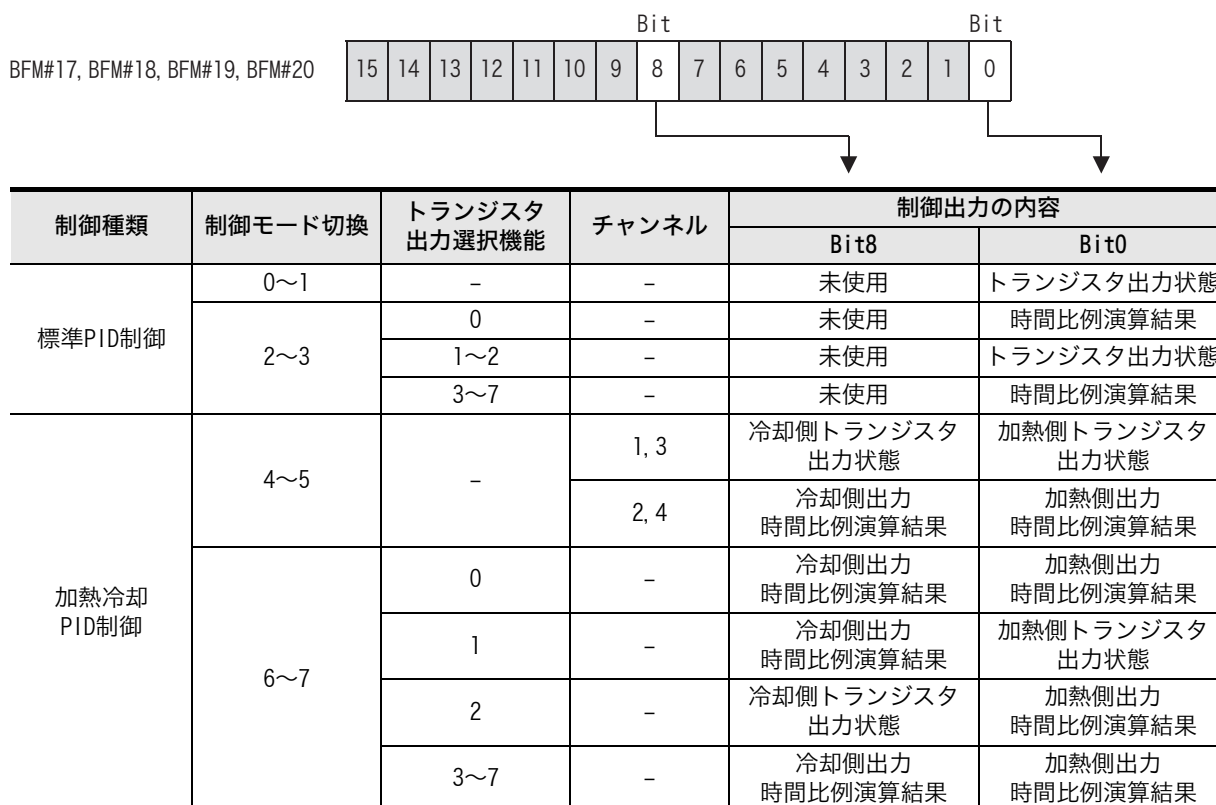 Bit Bit
BFM#17, BFM#18, BFM#19, BFM#20 15 14 13 12 11 10 9 8 7 6 5 4 3 2 1 0
制御種類 制御モード切換 トランジスタ出力選択機能 チャンネル 制御出力の内容
Bit8 Bit0
標準PID制御 0～1 － － 未使用 トランジスタ出力状態
2～3 0 － 未使用 時間比例演算結果
1～2 － 未使用 トランジスタ出力状態
3～7 － 未使用 時間比例演算結果
加熱冷却PID制御 4～5 － 1, 3 冷却側トランジスタ出力状態 加熱側トランジスタ出力状態
2, 4 冷却側出力時間比例演算結果 加熱側出力時間比例演算結果
6～7 0 － 冷却側出力時間比例演算結果 加熱側出力時間比例演算結果
1 － 冷却側出力時間比例演算結果 加熱側トランジスタ出力状態
2 － 冷却側トランジスタ出力状態 加熱側出力時間比例演算結果
3～7 － 冷却側出力時間比例演算結果 加熱側出力時間比例演算結果